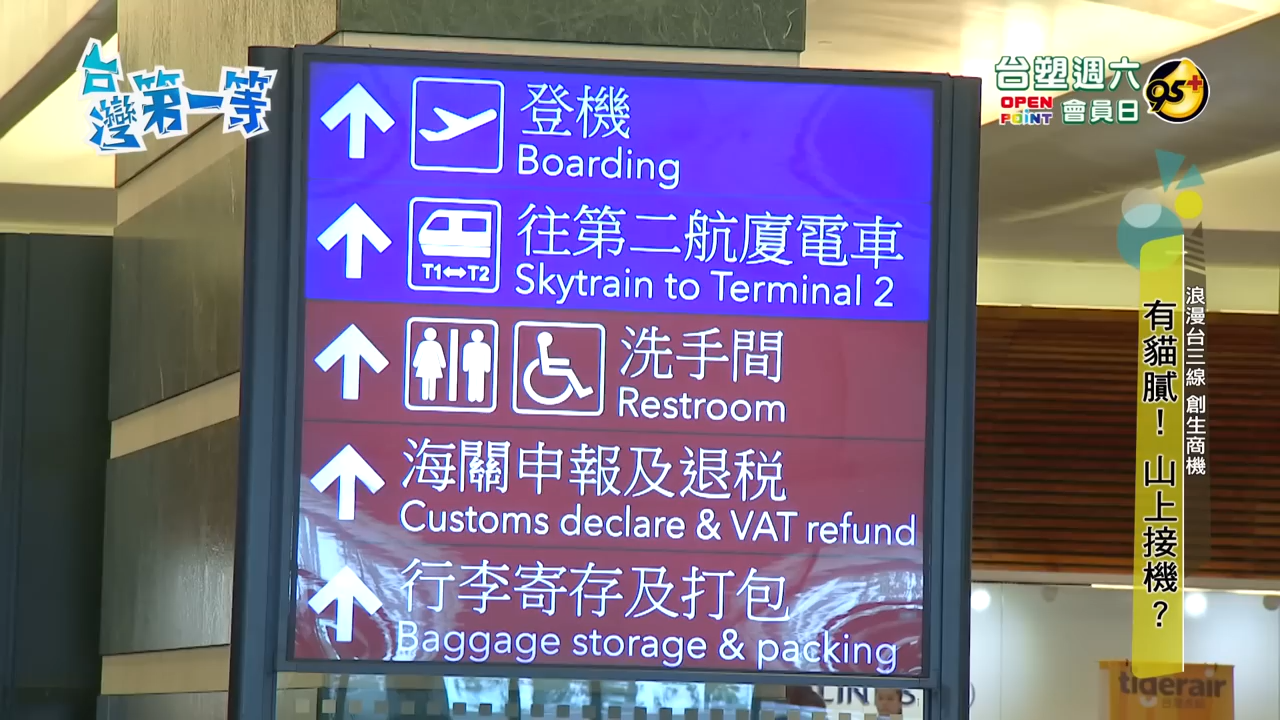 台灣第一等
台塑週六
OPEN POiNT 會員日
95+
登機
Boarding
往第二航廈電車
Skytrain to Terminal 2
T1↔T2
洗手間
Restroom
海關申報及退税
Customs declare & VAT refund
行李寄存及打包
Baggage storage & packing
浪漫台三線 創生商機
有貓膩！山上接機？
tigerair